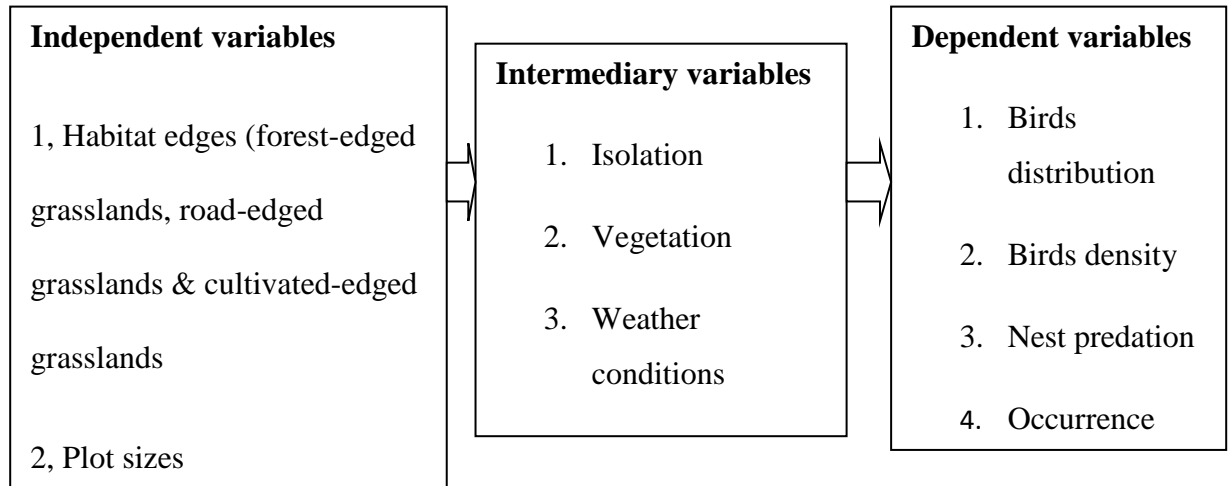 Independent variables
1, Habitat edges (forest-edged
grasslands, road-edged
grasslands & cultivated-edged
grasslands
2, Plot sizes
Intermediary variables
1. Isolation
2. Vegetation
3. Weather
conditions
Dependent variables
1. Birds
distribution
2. Birds density
3. Nest predation
4. Occurrence